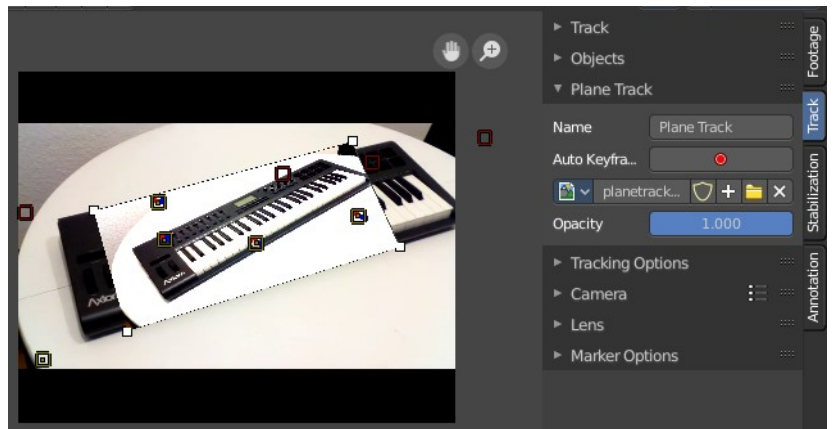 Track
Objects
Plane Track
Name Plane Track
Auto Keyfra...
planetrack...
Opacity 1.000
Tracking Options
Camera
Lens
Marker Options
Footage
Track
Stabilization
Annotation
Axiom